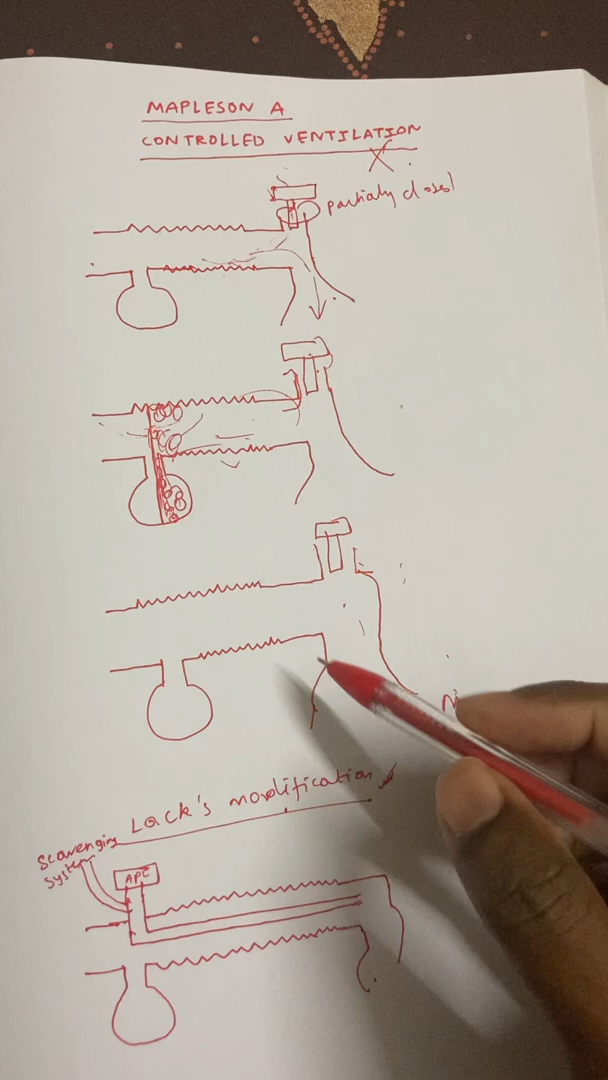 MAPLESON A
CONTROLLED VENTILATION
partially closed
Lack's modification
Scavenging
system
APL